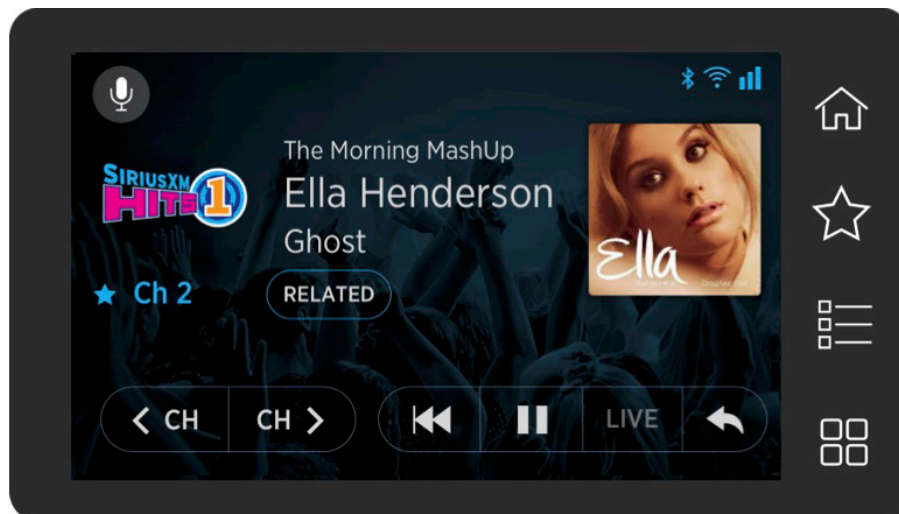 The Morning MashUp
SIRIUSXM
HITS 1
Ella Henderson
Ghost
Ella
Ch 2
RELATED
CH
CH
LIVE